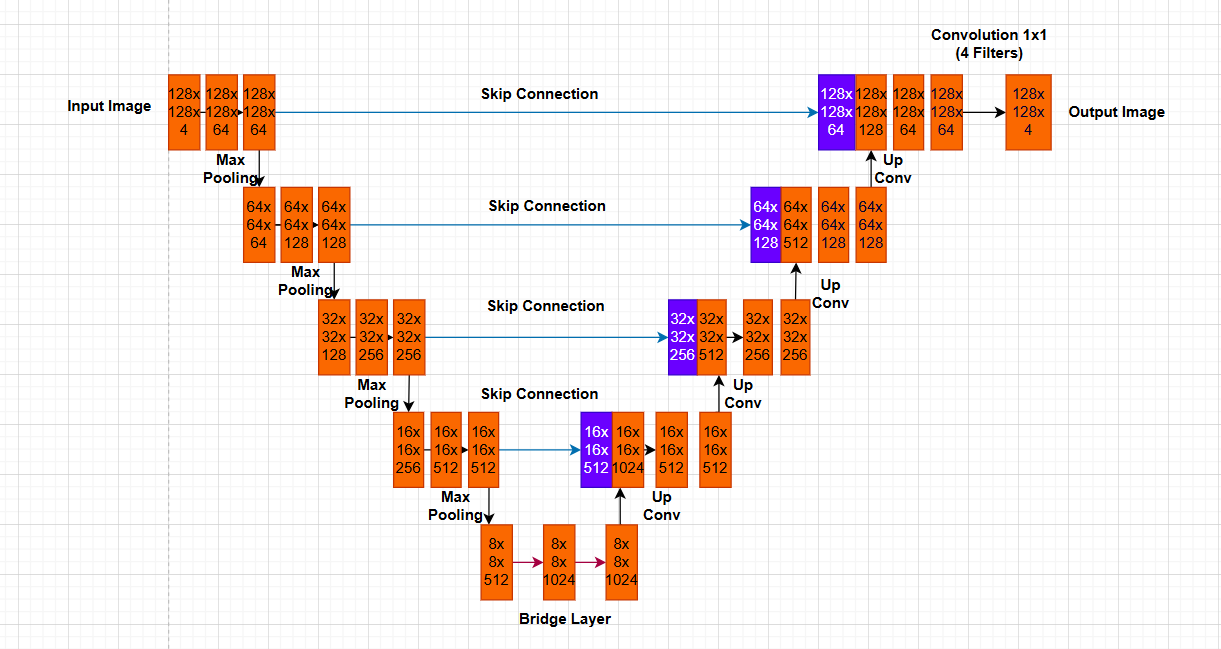 Convolution 1x1
(4 Filters)
Input Image
128x
128x
4
128x
128x
64
128x
128x
64
Skip Connection
128x
128x
64
128x
128x
128
128x
128x
64
128x
128x
64
128x
128x
4
Output Image
Max
Pooling
Up
Conv
64x
64x
64
64x
64x
128
64x
64x
128
Skip Connection
64x
64x
128
64x
64x
512
64x
64x
128
64x
64x
128
Max
Pooling
Up
Conv
32x
32x
128
32x
32x
256
32x
32x
256
Skip Connection
32x
32x
256
32x
32x
512
32x
32x
256
32x
32x
256
Max
Pooling
Up
Conv
16x
16x
256
16x
16x
512
16x
16x
512
Skip Connection
16x
16x
512
16x
16x
1024
16x
16x
512
16x
16x
512
Max
Pooling
Up
Conv
8x
8x
512
8x
8x
1024
8x
8x
1024
Bridge Layer